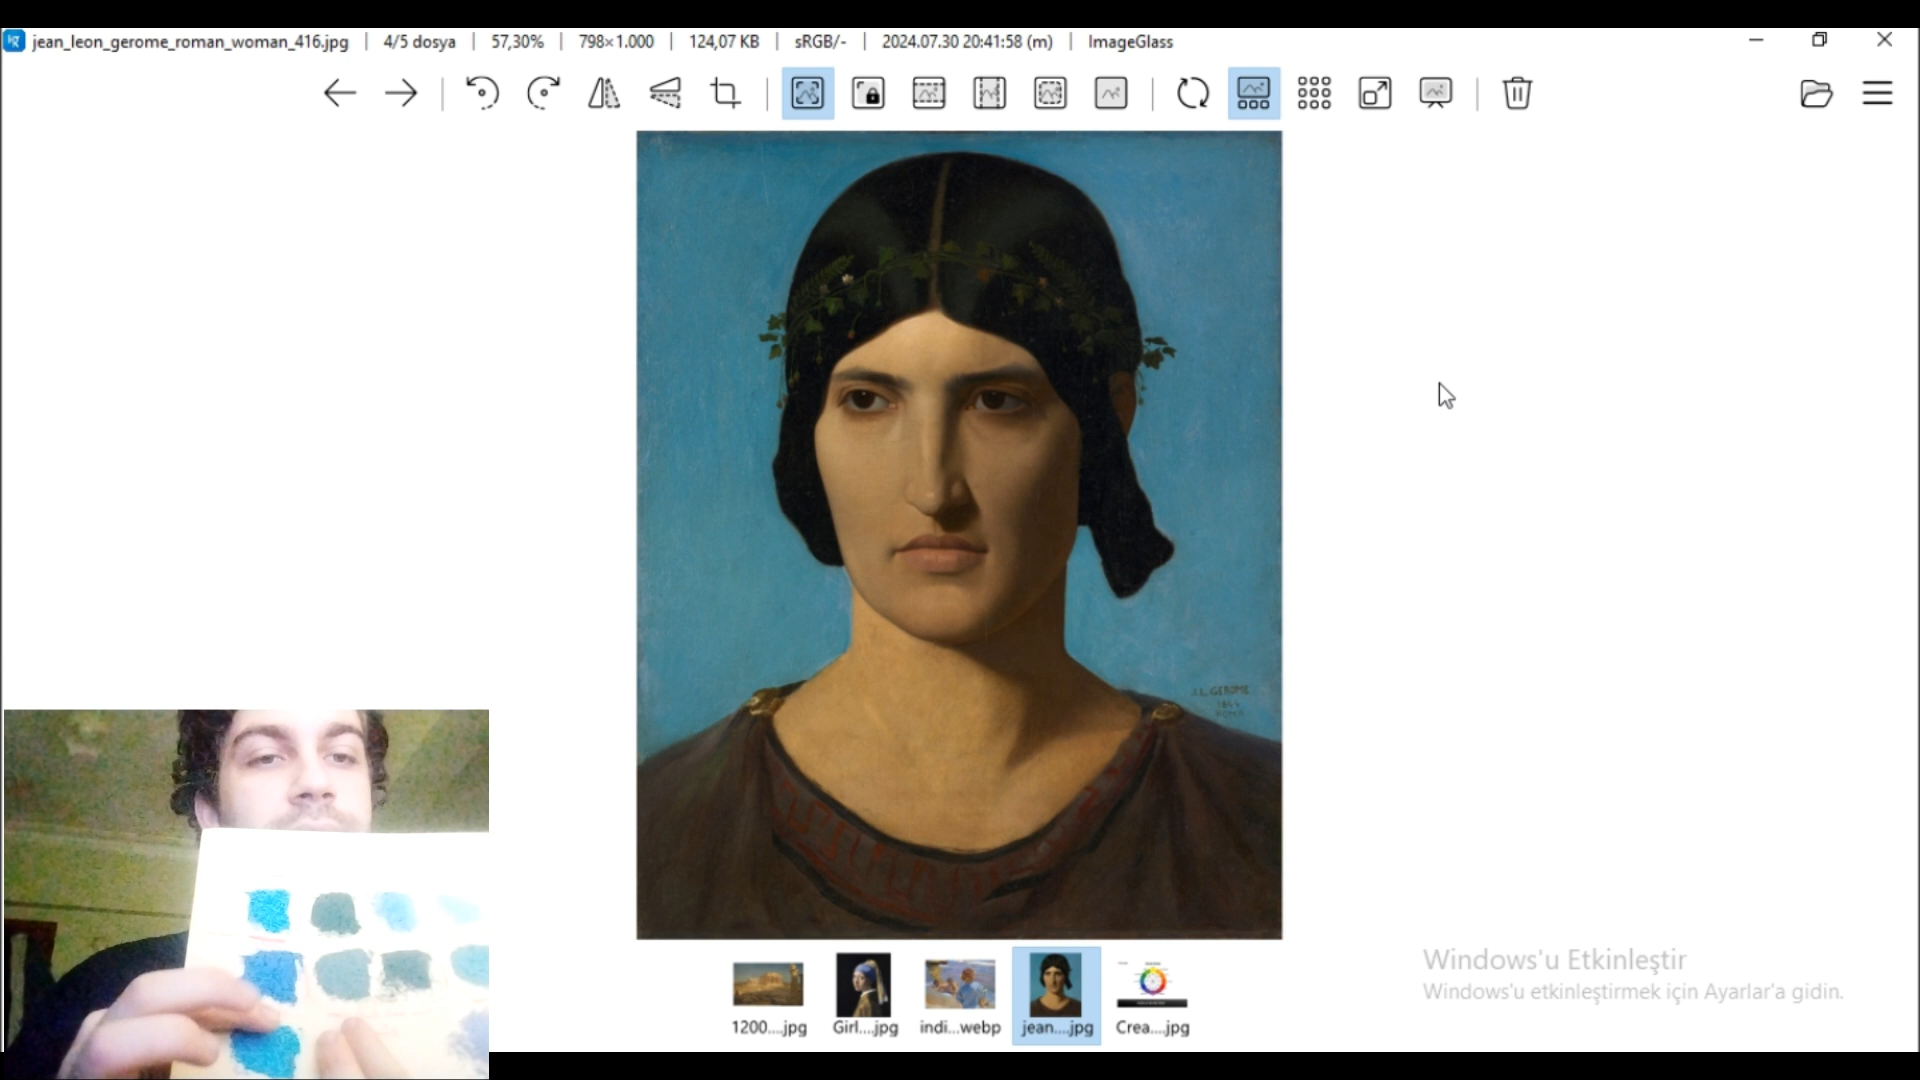 jean_leon_gerome_roman_woman_416.jpg | 4/5 dosya | 57,30% | 798×1.000 | 124,07 KB | sRGB/- | 2024.07.30 20:41:58 (m) | ImageGlass
J.L. GEROME
1200....jpg Girl....jpg indi...webp jean....jpg Crea....jpg
Windows'u Etkinleştir
Windows'u etkinleştirmek için Ayarlar'a gidin.